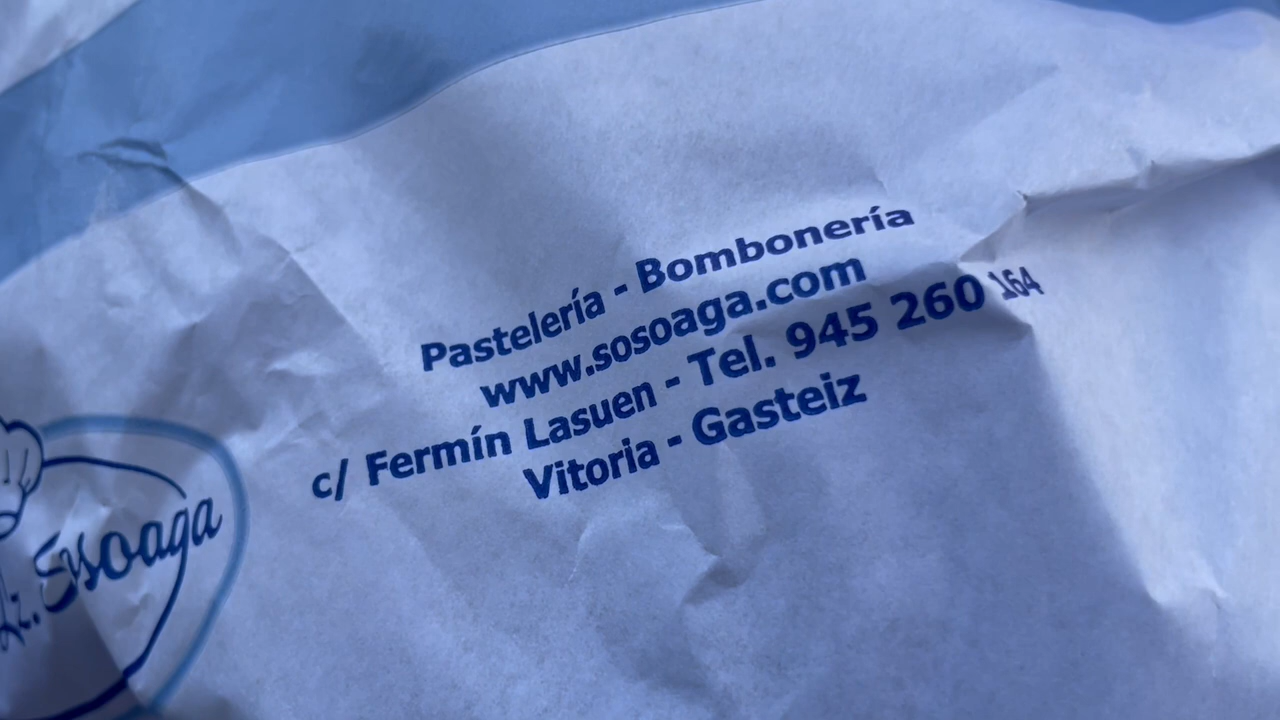 Pastelería - Bombonería
www.sosoaga.com
c/ Fermín Lasuen - Tel. 945 260 164
Vitoria - Gasteiz
Sosoaga